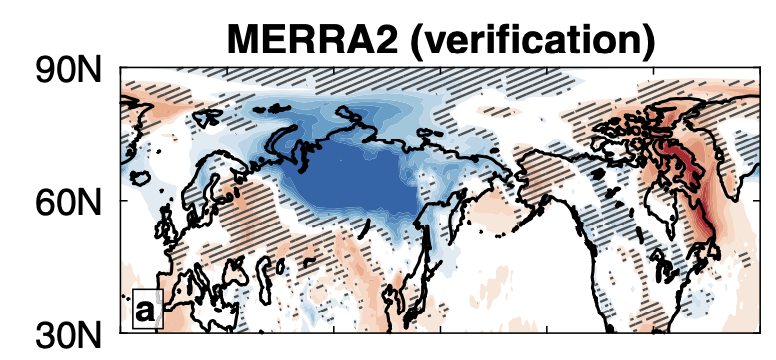 MERRA2 (verification)
90N
60N
a
30N